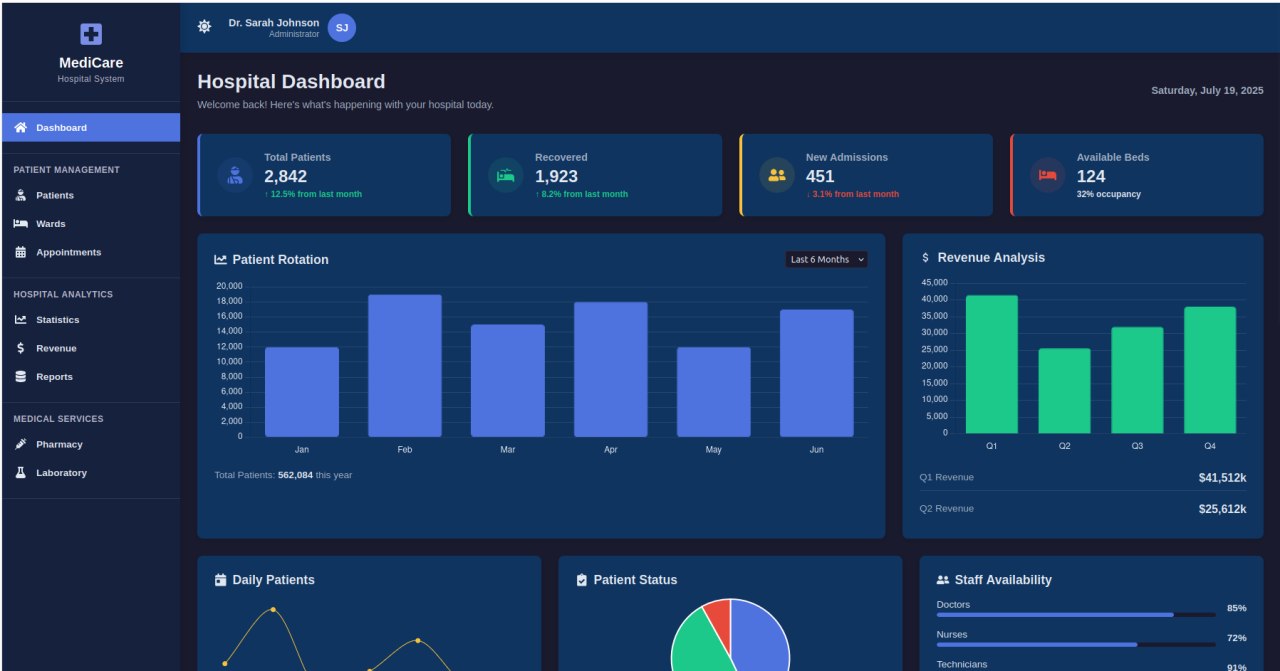 MediCare
Hospital System
Dashboard
PATIENT MANAGEMENT
Patients
Wards
Appointments
HOSPITAL ANALYTICS
Statistics
Revenue
Reports
MEDICAL SERVICES
Pharmacy
Laboratory
Dr. Sarah Johnson
Administrator
SJ
Hospital Dashboard
Welcome back! Here's what's happening with your hospital today.
Saturday, July 19, 2025
Total Patients
2,842
↑ 12.5% from last month
Recovered
1,923
↑ 8.2% from last month
New Admissions
451
↓ 3.1% from last month
Available Beds
124
32% occupancy
Patient Rotation
Last 6 Months
20,000
18,000
16,000
14,000
12,000
10,000
8,000
6,000
4,000
2,000
0
Jan Feb Mar Apr May Jun
Total Patients: 562,084 this year
$ Revenue Analysis
45,000
40,000
35,000
30,000
25,000
20,000
15,000
10,000
5,000
0
Q1 Q2 Q3 Q4
Q1 Revenue $41,512k
Q2 Revenue $25,612k
Daily Patients
Patient Status
Staff Availability
Doctors 85%
Nurses 72%
Technicians 91%